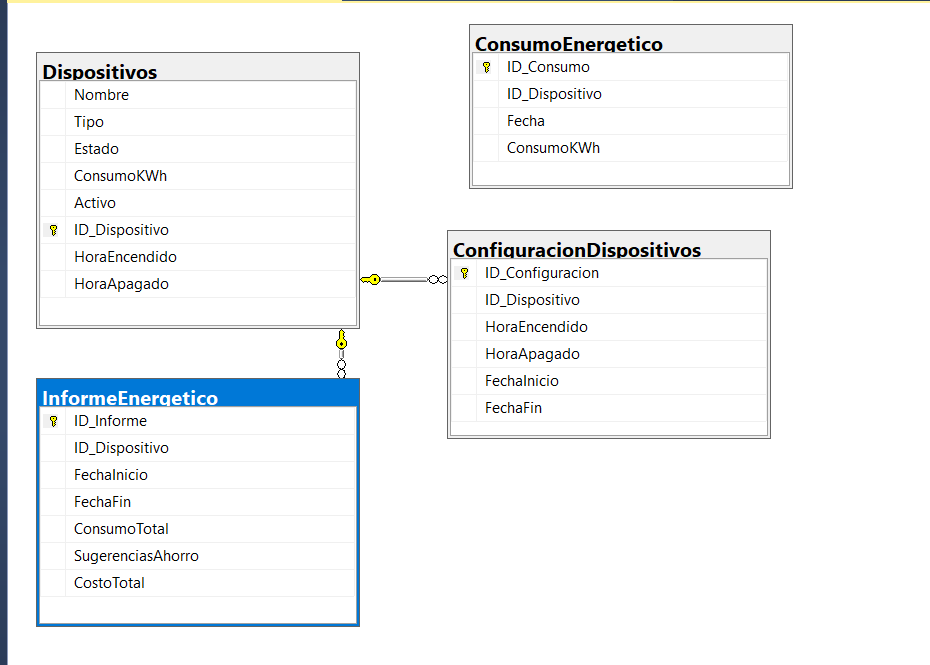 Dispositivos
Nombre
Tipo
Estado
ConsumoKWh
Activo
ID_Dispositivo
HoraEncendido
HoraApagado
ConsumoEnergetico
ID_Consumo
ID_Dispositivo
Fecha
ConsumoKWh
ConfiguracionDispositivos
ID_Configuracion
ID_Dispositivo
HoraEncendido
HoraApagado
FechaInicio
FechaFin
InformeEnergetico
ID_Informe
ID_Dispositivo
FechaInicio
FechaFin
ConsumoTotal
SugerenciasAhorro
CostoTotal